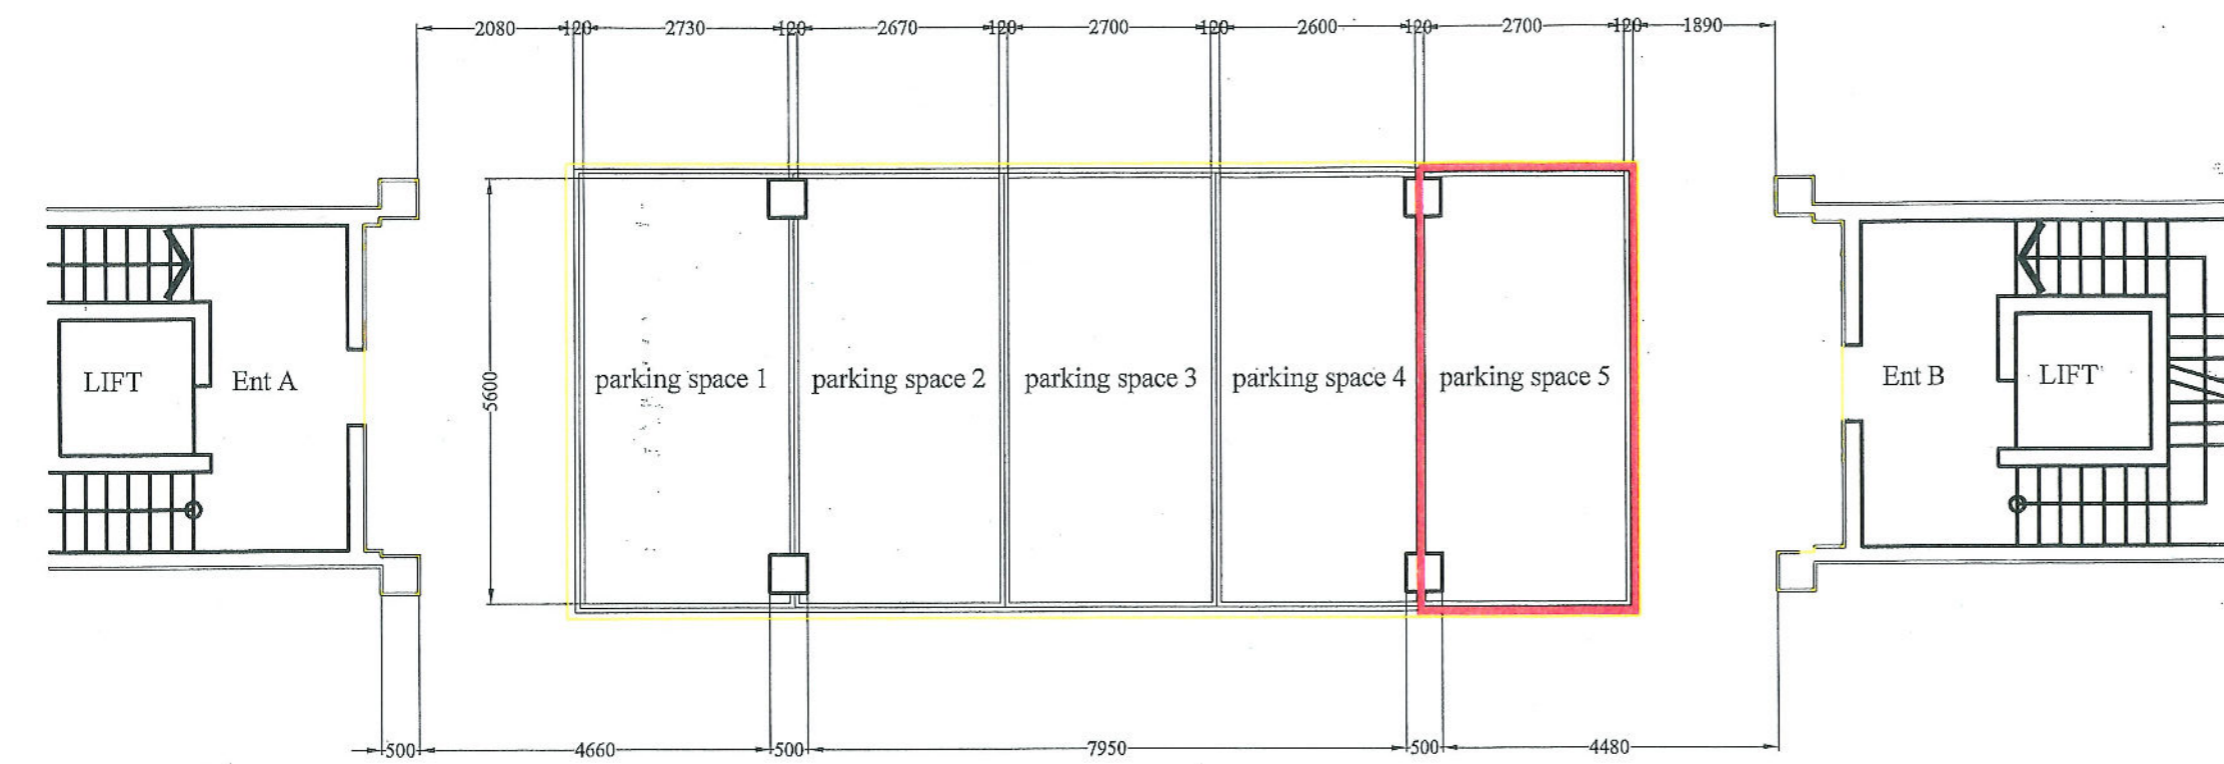 2080 120 2730 120 2670 120 2700 120 2600 120 2700 120 1890
5600
LIFT Ent A parking space 1 parking space 2 parking space 3 parking space 4 parking space 5 Ent B LIFT
500 4660 500 7950 500 4480